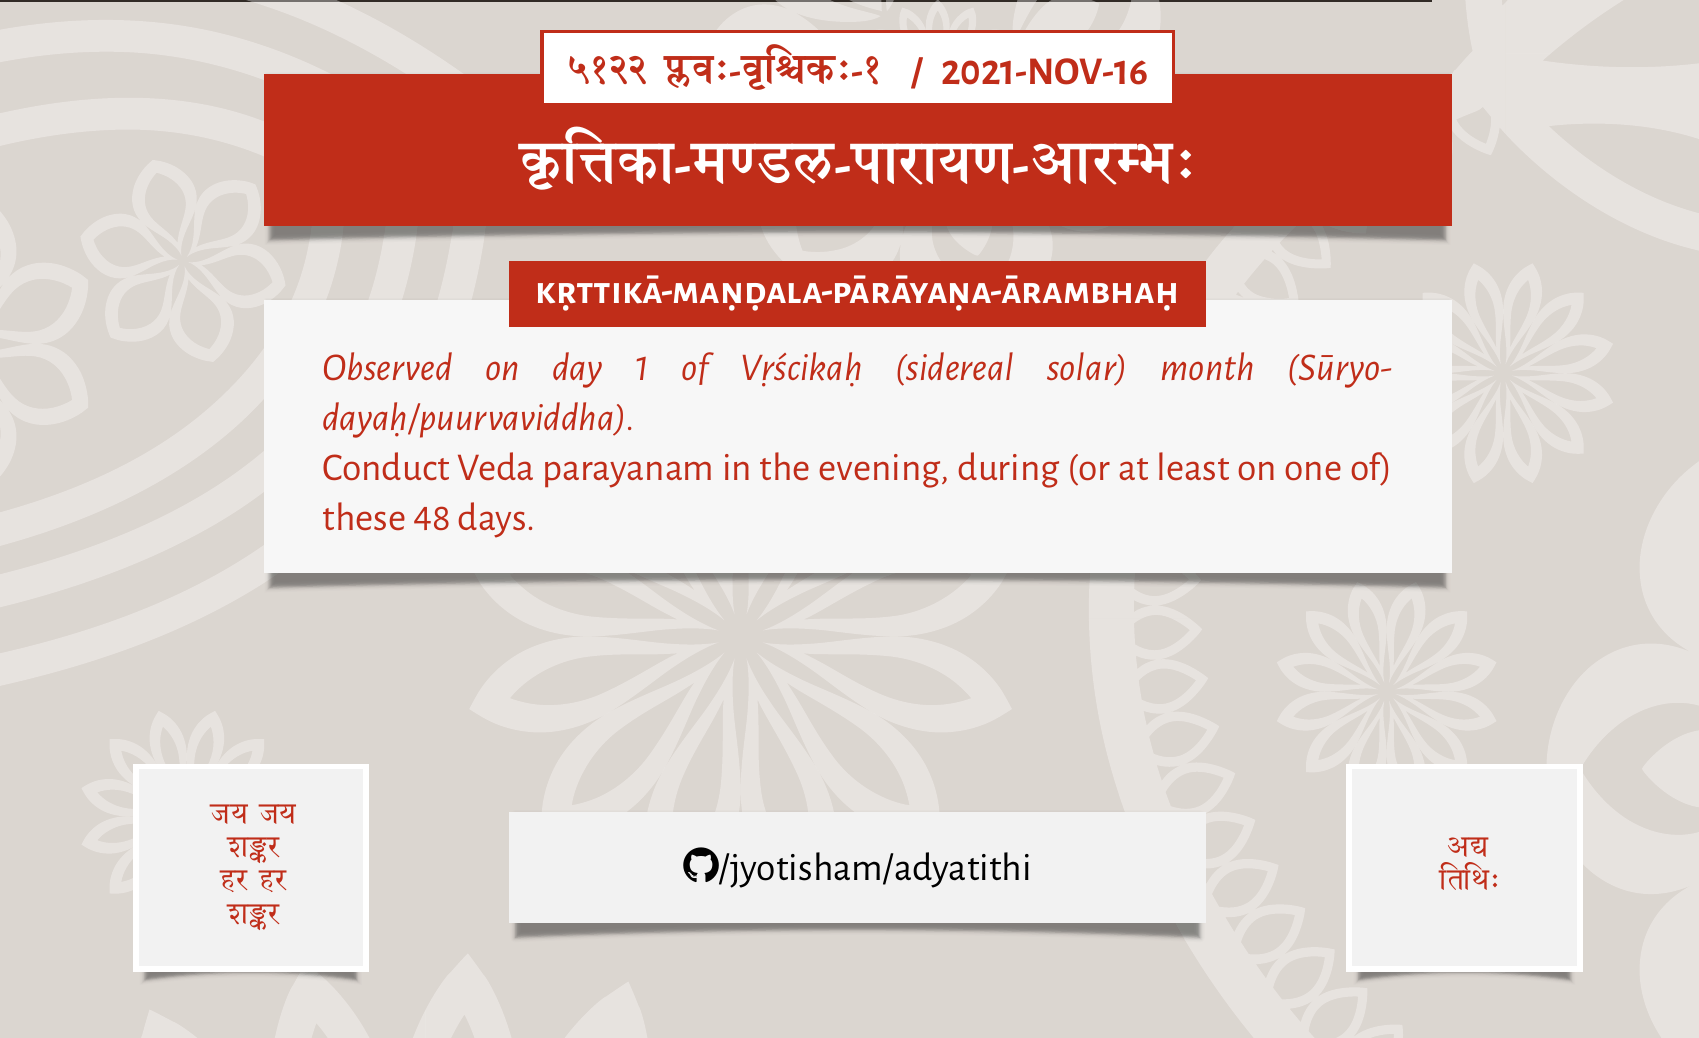 ५१२२ प्लवः-वृश्चिकः-१ / 2021-NOV-16
कृत्तिका-मण्डल-पारायण-आरम्भः
KṚTTIKĀ-MAṆḌALA-PĀRĀYAṆA-ĀRAMBHAḤ
Observed on day 1 of Vṛścikaḥ (sidereal solar) month (Sūryo-
dayaḥ/puurvaviddha).
Conduct Veda parayanam in the evening, during (or at least on one of)
these 48 days.
जय जय
शङ्कर
हर हर
शङ्कर
/jyotisham/adyatithi
अद्य
तिथिः